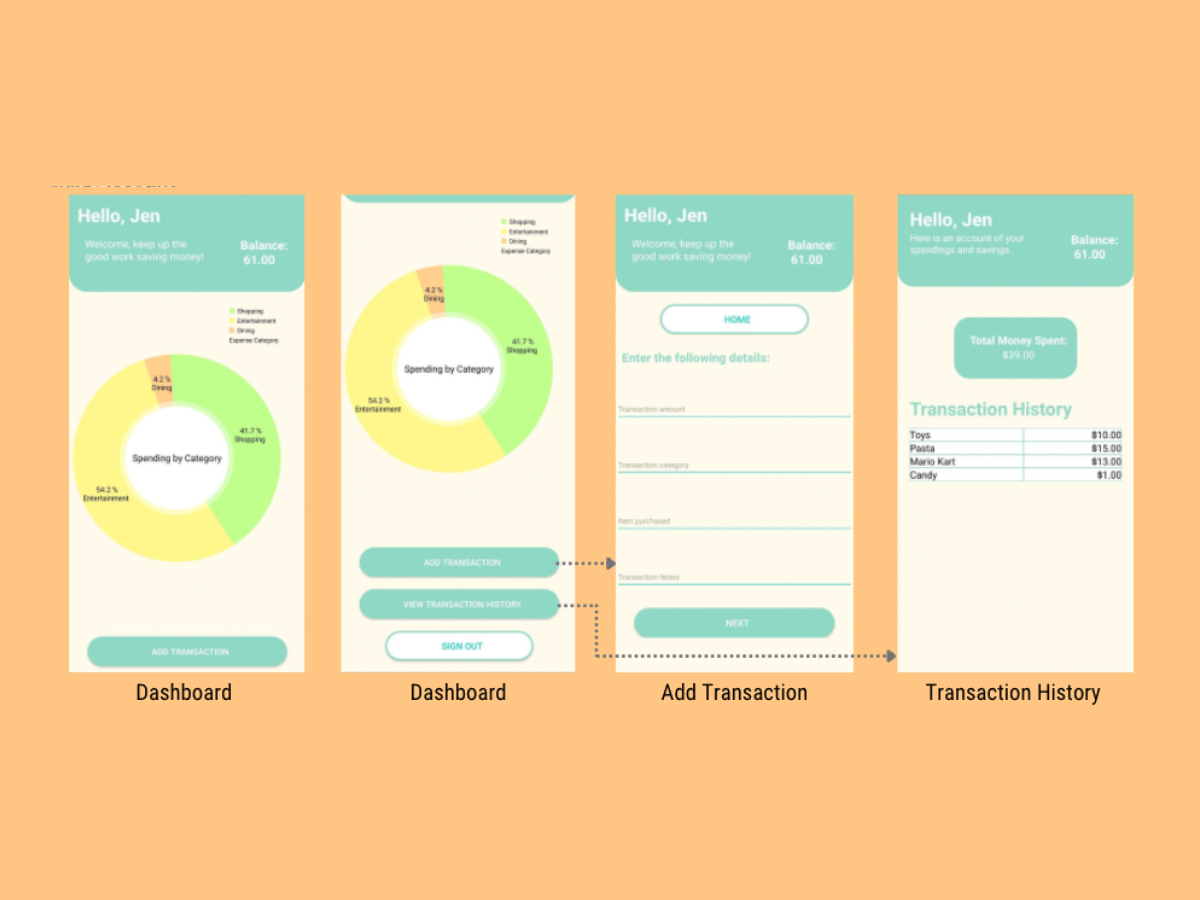 Hello, Jen
Welcome, keep up the
good work saving money!
Balance:
61.00
Shopping
Entertainment
Dining
Expense Category
4.2 %
Dining
41.7 %
Shopping
Spending by Category
54.2 %
Entertainment
ADD TRANSACTION
Dashboard
Shopping
Entertainment
Dining
Expense Category
4.2 %
Dining
41.7 %
Shopping
Spending by Category
54.2 %
Entertainment
ADD TRANSACTION
VIEW TRANSACTION HISTORY
SIGN OUT
Dashboard
Hello, Jen
Welcome, keep up the
good work saving money!
Balance:
61.00
HOME
Enter the following details:
Transaction amount
Transaction category
Item purchased
Transaction Notes
NEXT
Add Transaction
Hello, Jen
Here is an account of your
spendings and savings.
Balance:
61.00
Total Money Spent:
$39.00
Transaction History
Toys $10.00
Pasta $15.00
Mario Kart $13.00
Candy $1.00
Transaction History